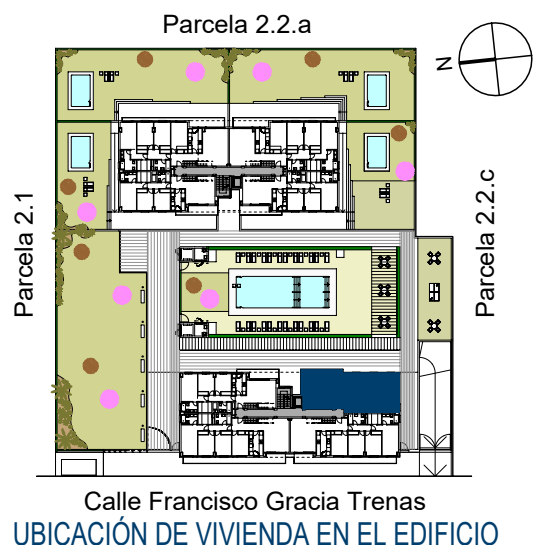 Parcela 2.2.a
N
Parcela 2.1
Parcela 2.2.c
Calle Francisco Gracia Trenas
UBICACIÓN DE VIVIENDA EN EL EDIFICIO